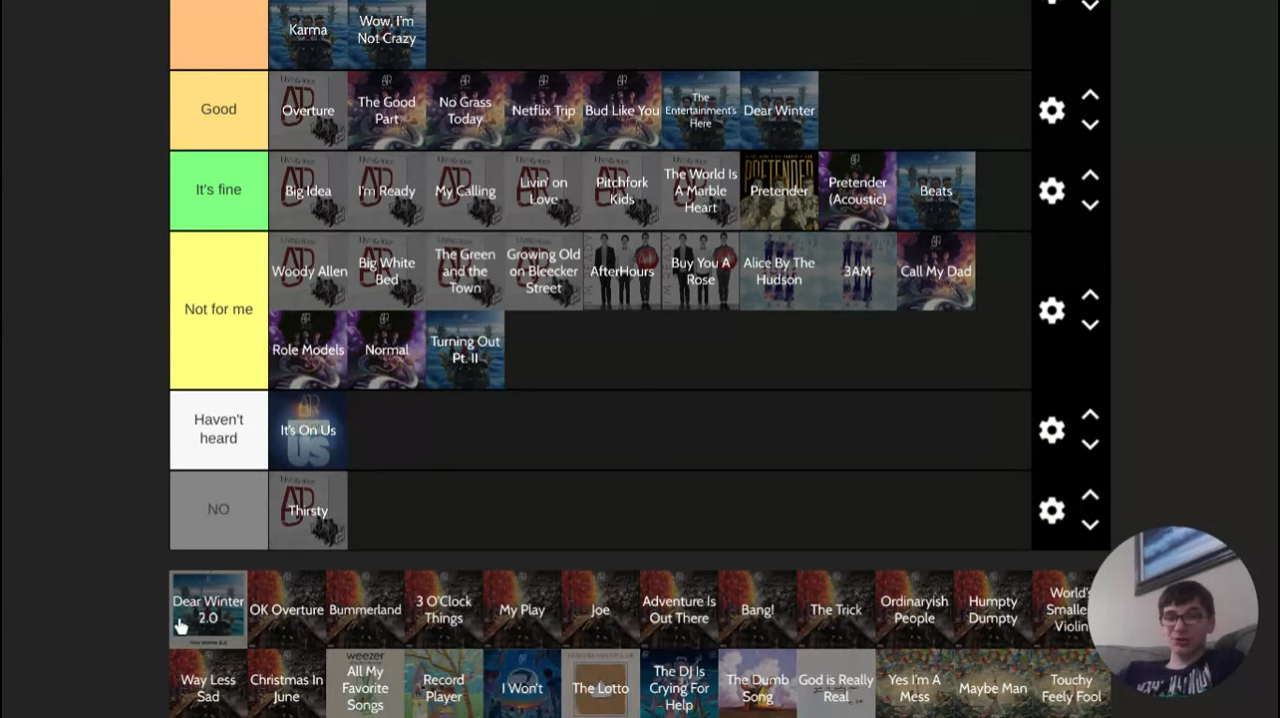 Karma
Wow, I'm
Not Crazy
Good
Overture
The Good
Part
No Grass
Today
Netflix Trip
Bud Like You
The
Entertainment's
Here
Dear Winter
It's fine
Big Idea
I'm Ready
My Calling
Livin' on
Love
Pitchfork
Kids
The World Is
A Marble
Heart
PRETENDER
Pretender
Pretender
(Acoustic)
Beats
Not for me
Woody Allen
Big White
Bed
The Green
and the
Town
Growing Old
on Bleecker
Street
AfterHours
Buy You A
Rose
Alice By The
Hudson
3AM
Call My Dad
Role Models
Normal
Turning Out
Pt. II
Haven't
heard
AJR
It's On Us
US
NO
Thirsty
Dear Winter
2.0
OK Overture
Bummerland
3 O'Clock
Things
My Play
Joe
Adventure Is
Out There
Bang!
The Trick
Ordinaryish
People
Humpty
Dumpty
World's
Smalles
Violin
Way Less
Sad
Christmas In
June
weezer
All My
Favorite
Songs
Record
Player
I Won't
The Lotto
The DJ Is
Crying For
Help
The Dumb
Song
God is Really
Real
Yes I'm A
Mess
Maybe Man
Touchy
Feely Fool